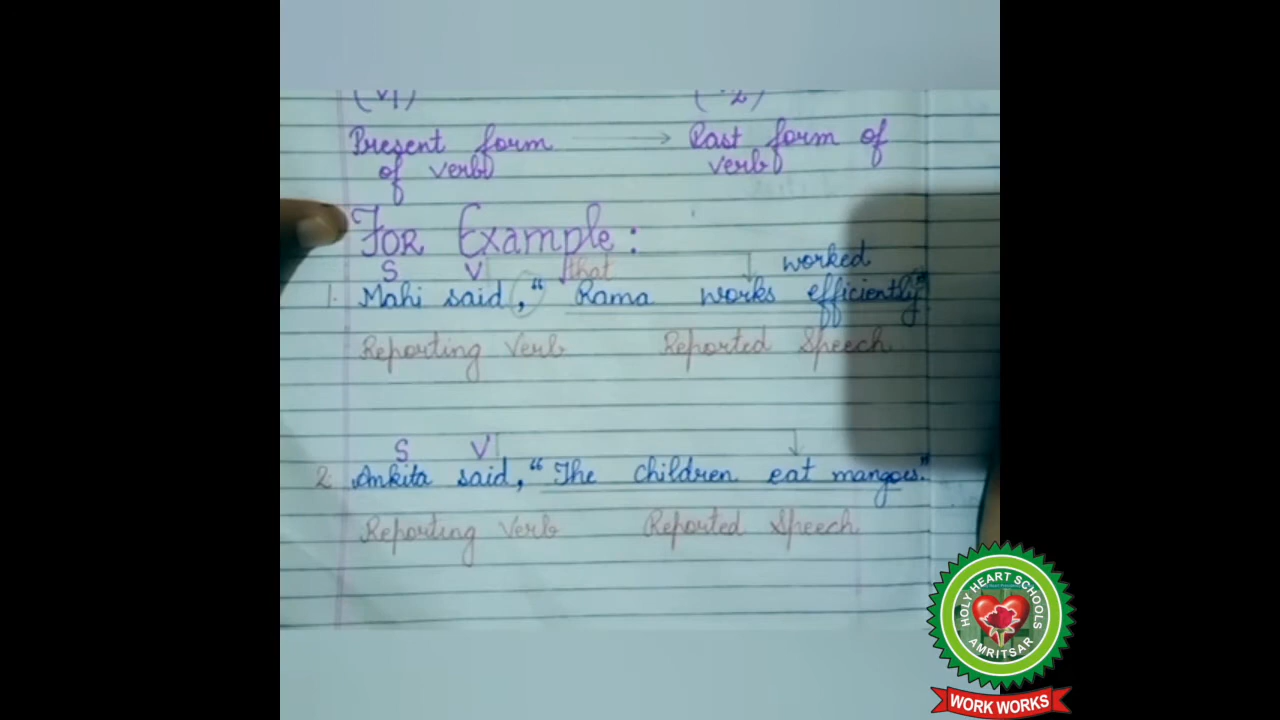 (V1)
Present form → Past form of
of verb verb
FOR Example:
S V that worked
1. Mahi said, " Rama works efficiently."
Reporting Verb Reported Speech
S V
2. Ankita said, "The children eat mangoes."
Reporting Verb Reported Speech
HOLY HEART SCHOOLS
AMRITSAR
WORK WORKS